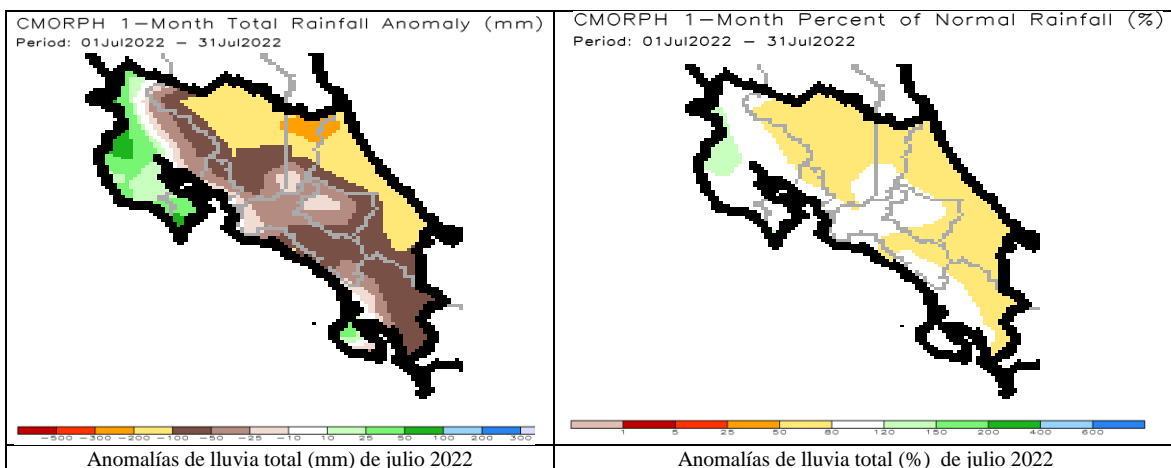 CMORPH 1-Month Total Rainfall Anomaly (mm)
Period: 01Jul2022 - 31Jul2022
-500 -300 -200 -100 -50 -25 -10 10 25 50 100 200 300
Anomalías de lluvia total (mm) de julio 2022
CMORPH 1-Month Percent of Normal Rainfall (%)
Period: 01Jul2022 - 31Jul2022
1 5 25 50 80 120 150 200 400 600
Anomalías de lluvia total (%) de julio 2022